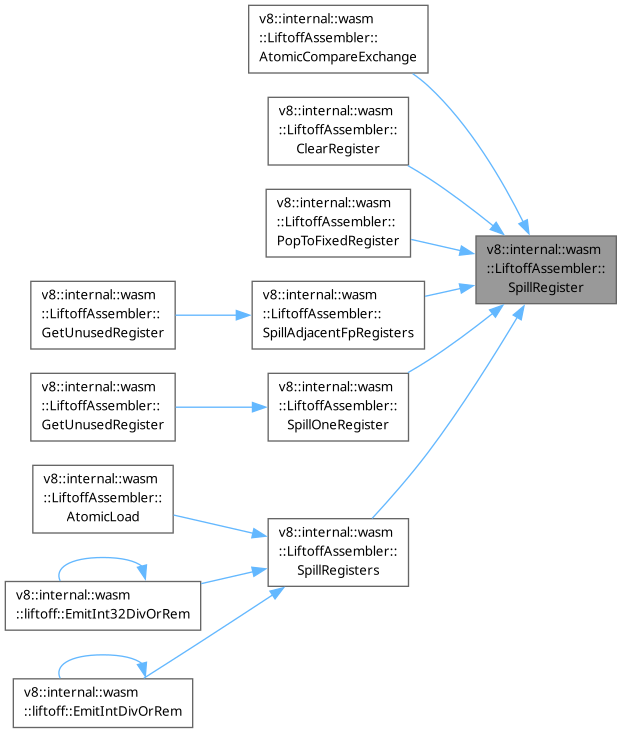 v8::internal::wasm
::LiftoffAssembler::
AtomicCompareExchange
v8::internal::wasm
::LiftoffAssembler::
ClearRegister
v8::internal::wasm
::LiftoffAssembler::
PopToFixedRegister
v8::internal::wasm
::LiftoffAssembler::
SpillRegister
v8::internal::wasm
::LiftoffAssembler::
GetUnusedRegister
v8::internal::wasm
::LiftoffAssembler::
SpillAdjacentFpRegisters
v8::internal::wasm
::LiftoffAssembler::
GetUnusedRegister
v8::internal::wasm
::LiftoffAssembler::
SpillOneRegister
v8::internal::wasm
::LiftoffAssembler::
AtomicLoad
v8::internal::wasm
::LiftoffAssembler::
SpillRegisters
v8::internal::wasm
::liftoff::EmitInt32DivOrRem
v8::internal::wasm
::liftoff::EmitIntDivOrRem